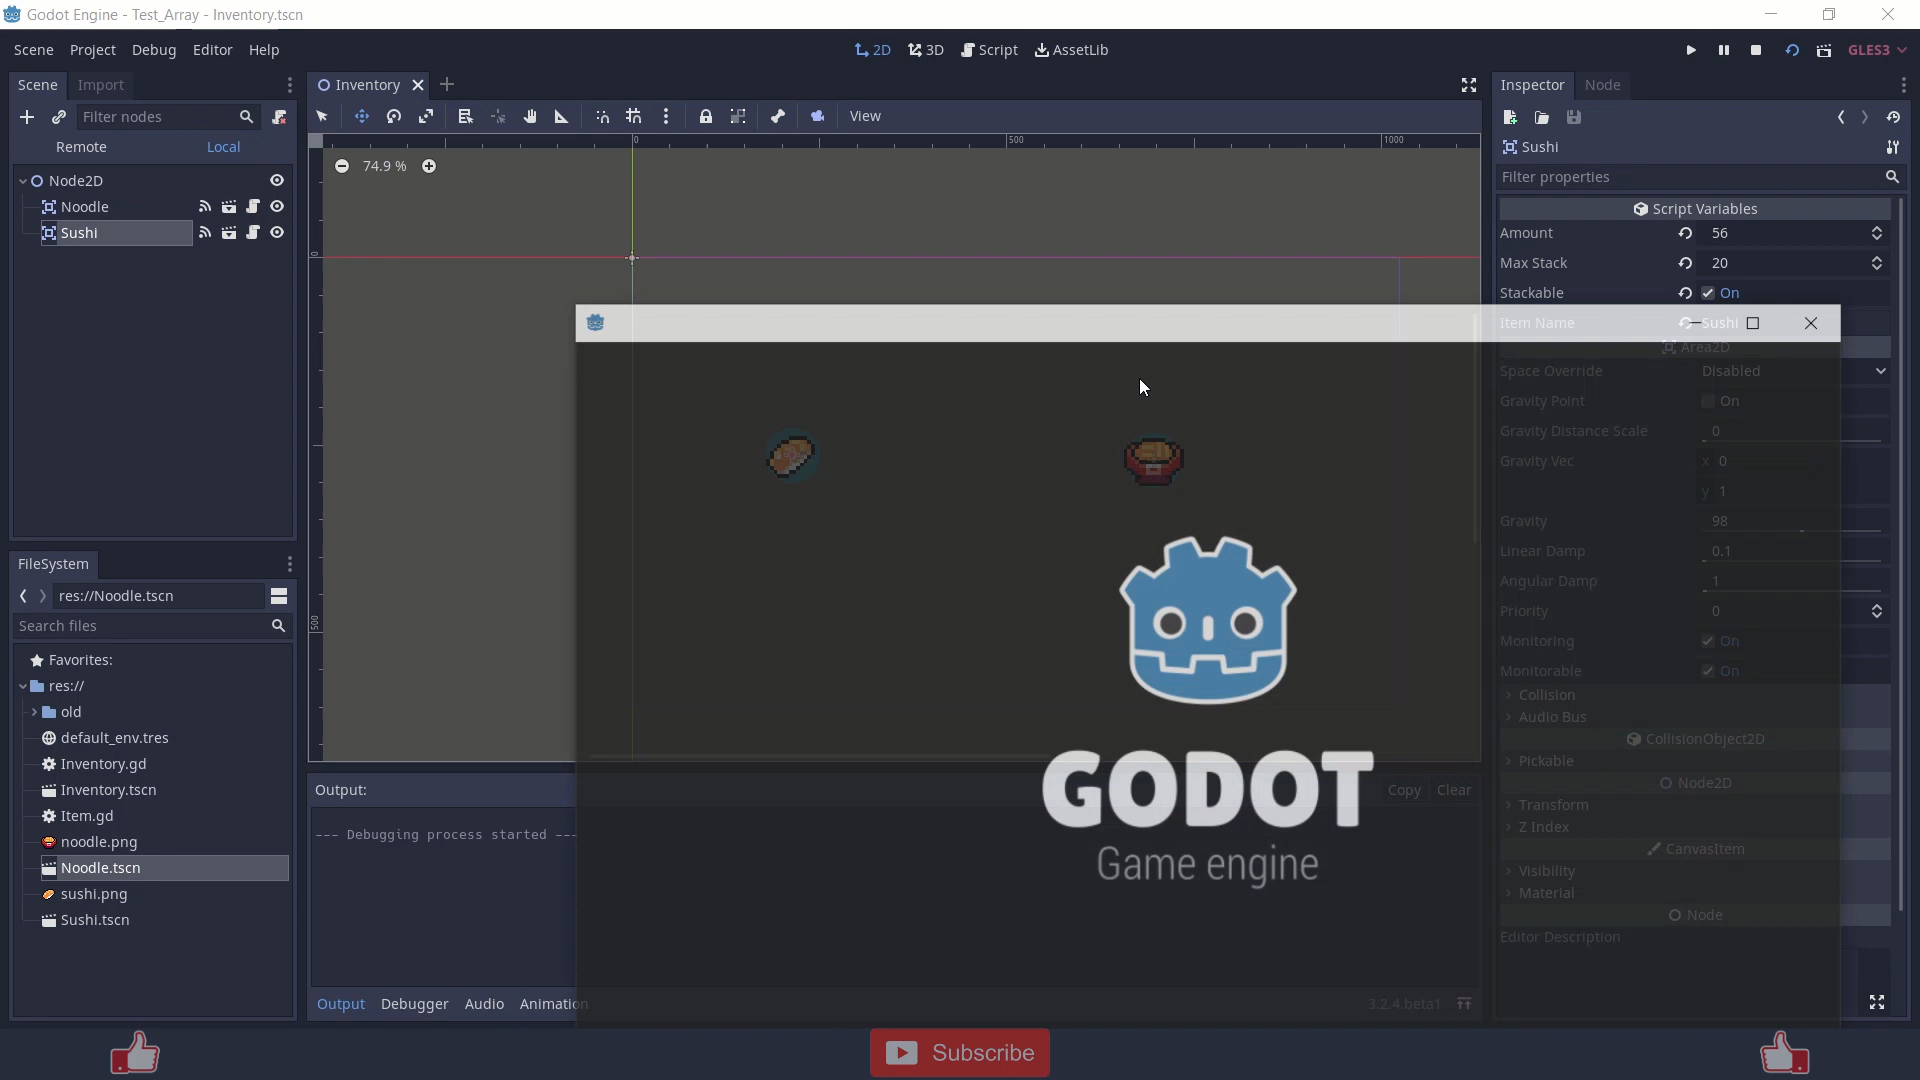 Godot Engine - Test_Array - Inventory.tscn
Scene Project Debug Editor Help
2D 3D Script AssetLib
GLES3
Scene Import
Inventory
Inspector Node
Filter nodes
View
Remote Local
Sushi
Filter properties
0 500 1000
74.9 %
Node2D
Noodle
Sushi
0
500
Script Variables
Amount 56
Max Stack 20
Stackable On
Item Name Sushi
Area2D
Space Override Disabled
Gravity Point On
Gravity Distance Scale 0
Gravity Vec x 0
y 1
Gravity 98
Linear Damp 0.1
Angular Damp 1
Priority 0
Monitoring On
Monitorable On
Collision
Audio Bus
CollisionObject2D
Pickable
Node2D
Transform
Z Index
CanvasItem
Visibility
Material
Node
Editor Description
FileSystem
res://Noodle.tscn
Search files
Favorites:
res://
old
default_env.tres
Inventory.gd
Inventory.tscn
Item.gd
noodle.png
Noodle.tscn
sushi.png
Sushi.tscn
GODOT
Game engine
Output: Copy Clear
--- Debugging process started ---
Output Debugger Audio Animation 3.2.4.beta1
Subscribe